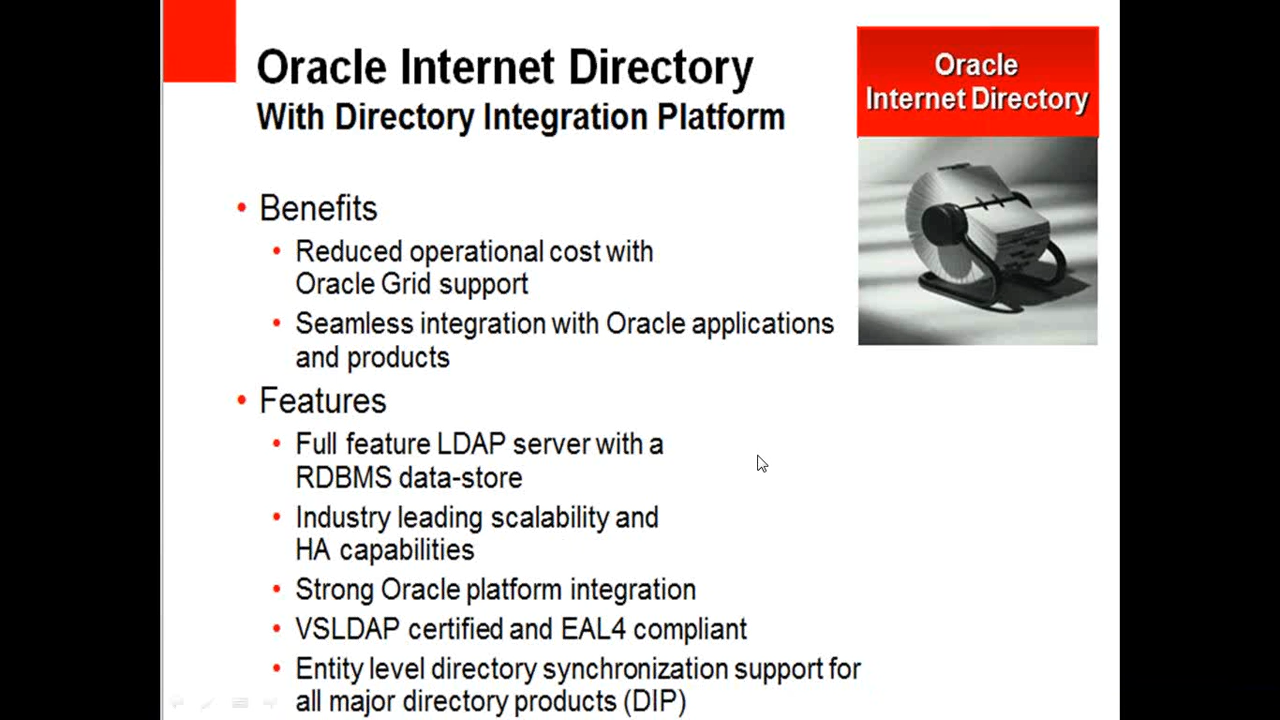 Oracle Internet Directory
With Directory Integration Platform
Oracle
Internet Directory
• Benefits
• Reduced operational cost with
Oracle Grid support
• Seamless integration with Oracle applications
and products
• Features
• Full feature LDAP server with a
RDBMS data-store
• Industry leading scalability and
HA capabilities
• Strong Oracle platform integration
• VSLDAP certified and EAL4 compliant
• Entity level directory synchronization support for
all major directory products (DIP)